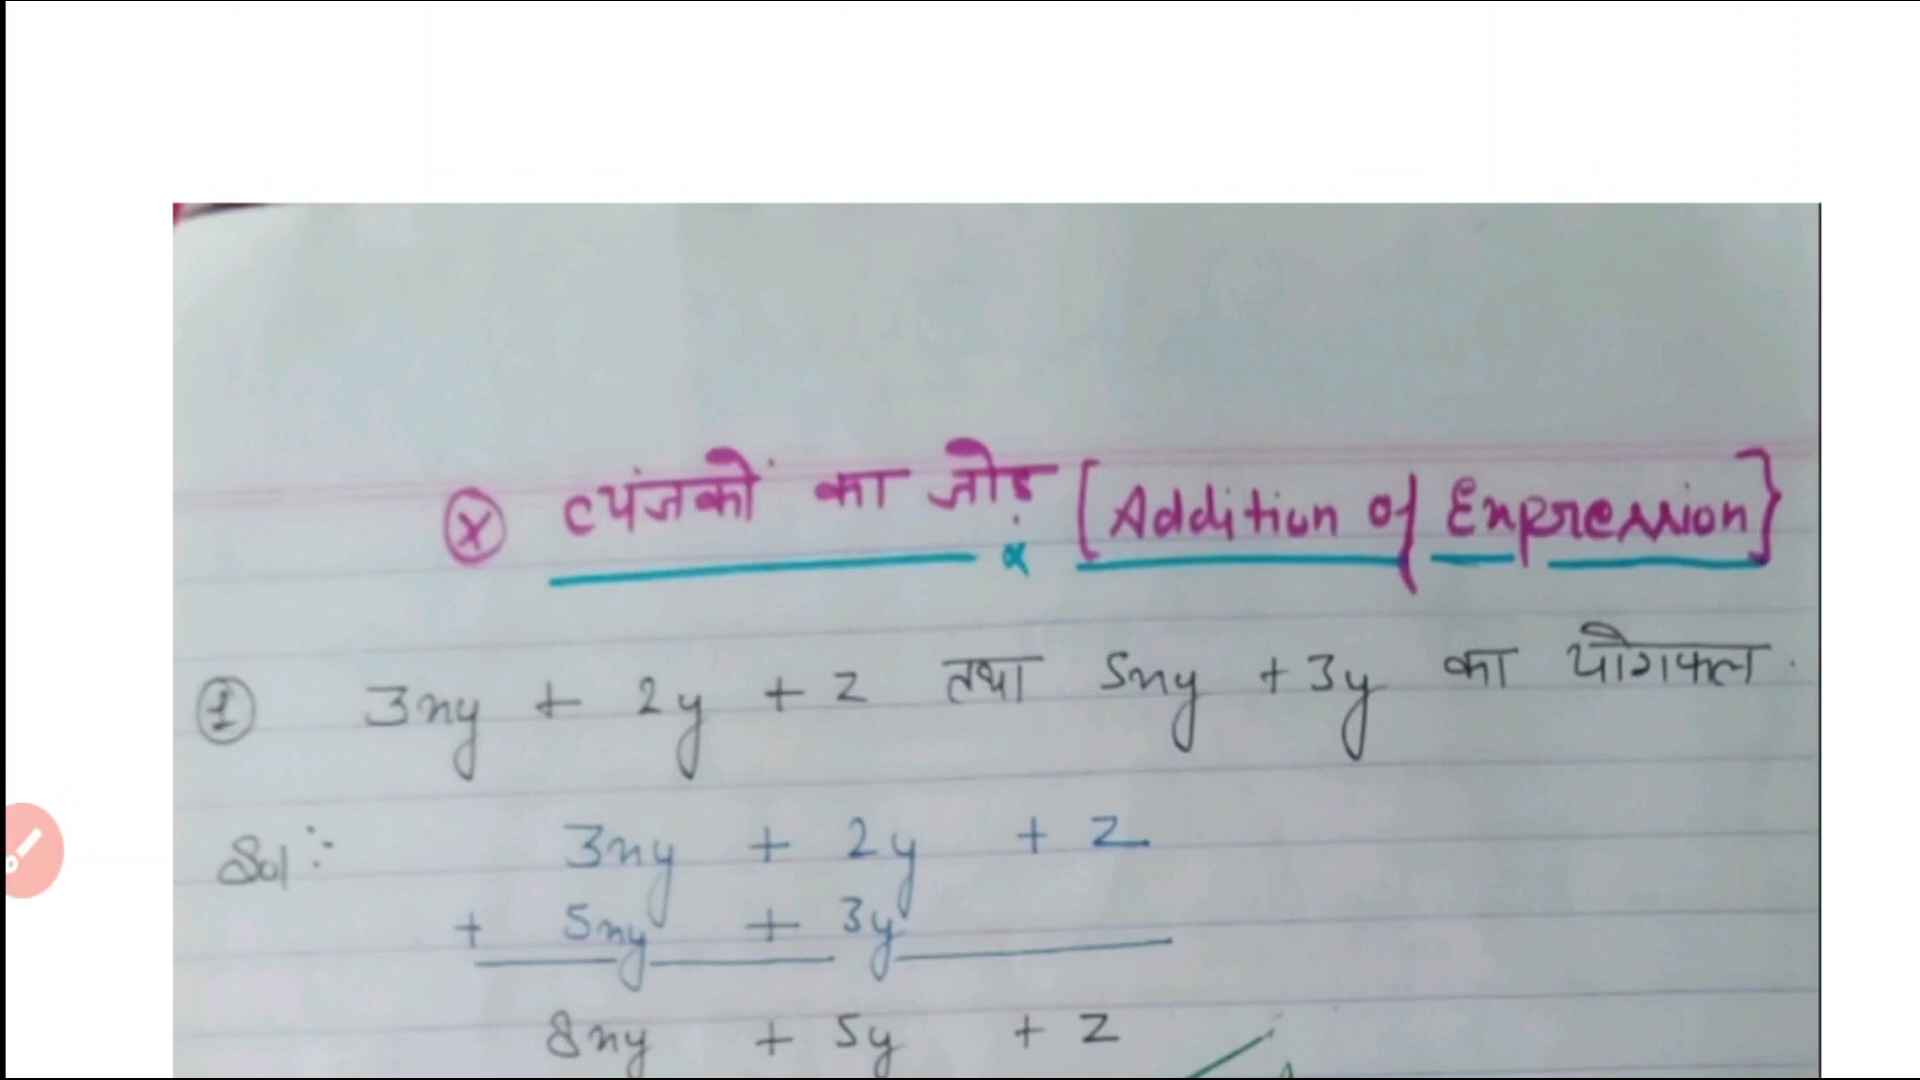 (x) व्यंजकों का जोड़ [Addition of Expression}
① 3xy + 2y + z तथा 5xy + 3y का योगफल.
Sol :- 3xy + 2y + z
+ 5xy + 3y
8xy + 5y + z